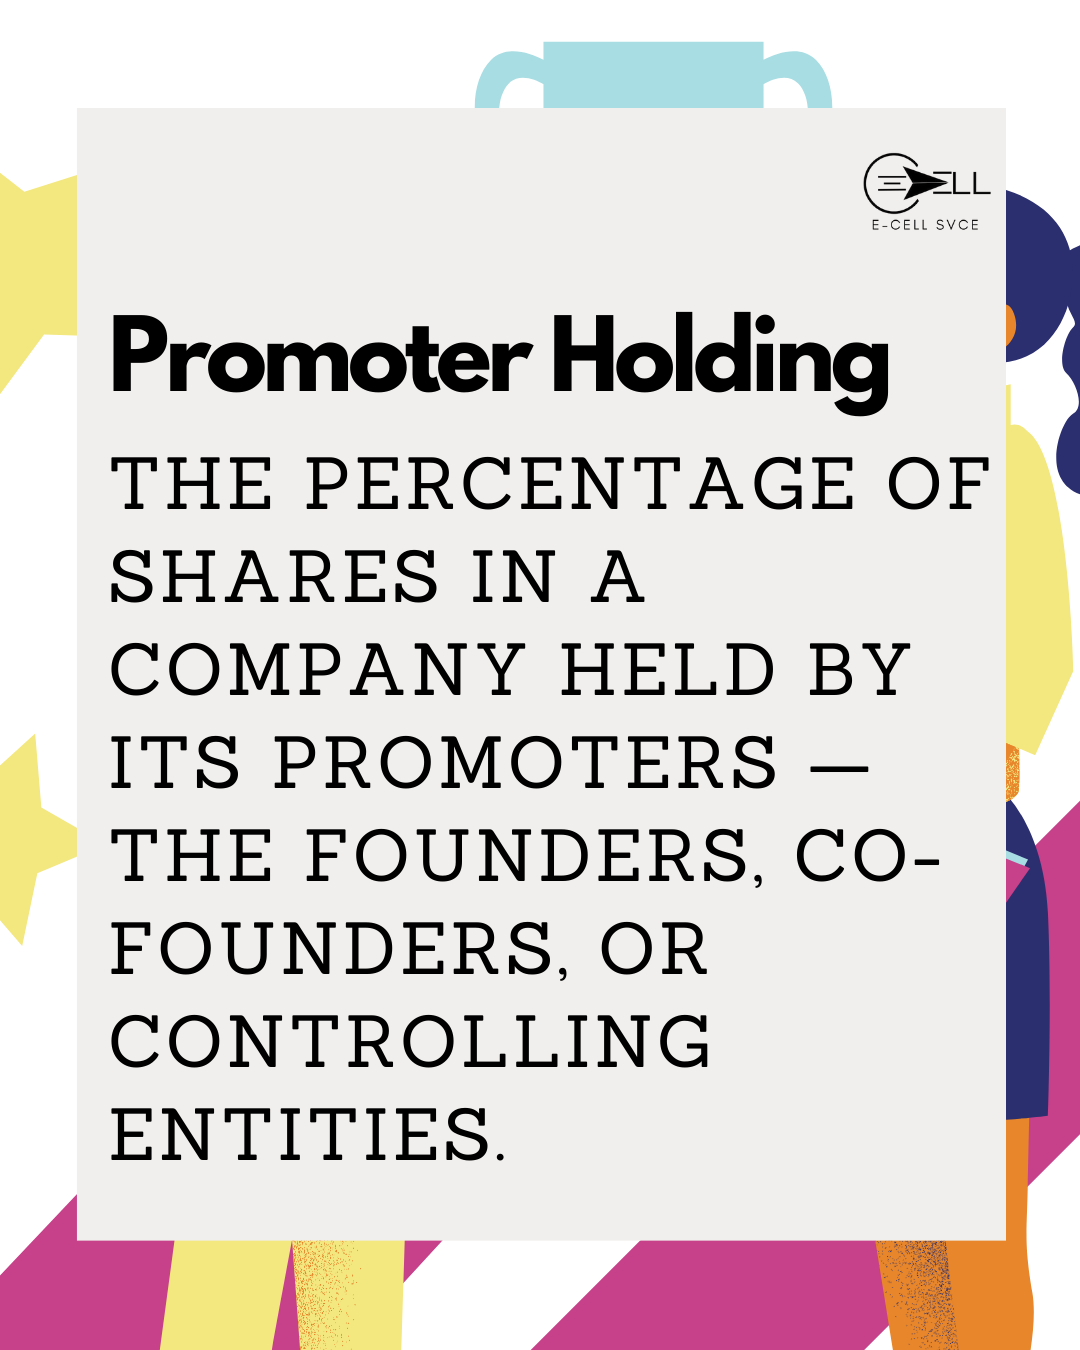 ELL
E-CELL SVCE
Promoter Holding
THE PERCENTAGE OF
SHARES IN A
COMPANY HELD BY
ITS PROMOTERS —
THE FOUNDERS, CO-
FOUNDERS, OR
CONTROLLING
ENTITIES.